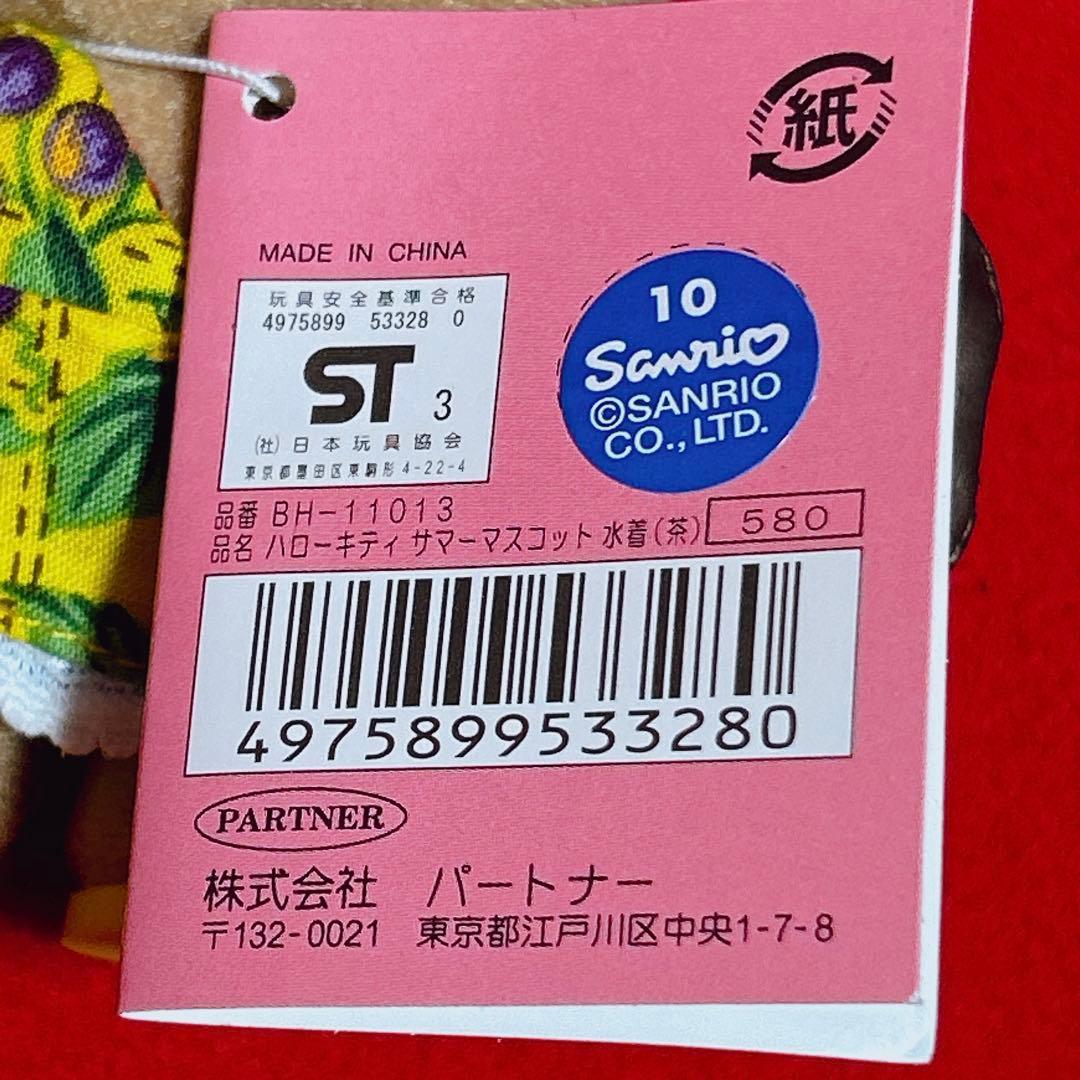 紙
MADE IN CHINA
玩具安全基準合格
4975899 53328 0
ST 3
(社)日本玩具協会
東京都墨田区東駒形4-22-4
10
Sanrio
©SANRIO
CO.,LTD.
品番 BH-11013
品名 ハローキティ サマーマスコット 水着(茶) 580
4975899533280
PARTNER
株式会社 パートナー
〒132-0021 東京都江戸川区中央1-7-8